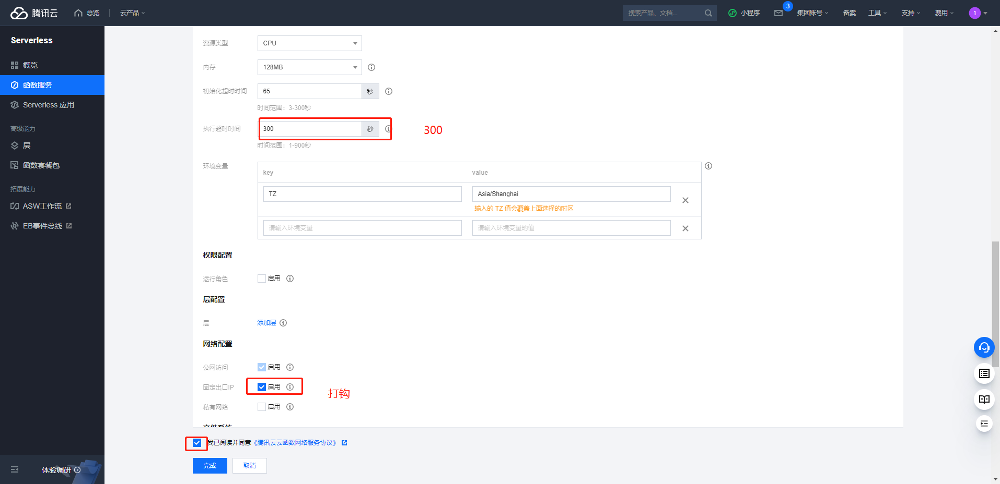 腾讯云 总览 云产品 搜索产品、文档... 小程序 3 集团账号 备案 工具 支持 费用 1
Serverless
概览
函数服务
Serverless 应用
高级能力
层
函数套餐包
拓展能力
ASW工作流
EB事件总线
体验调研
资源类型 CPU
内存 128MB
初始化超时时间 65 秒
时间范围：3-300秒
执行超时时间 300 秒 300
时间范围：1-900秒
环境变量
key value
TZ Asia/Shanghai
输入的 TZ 值会覆盖上面选择的时区
请输入环境变量 请输入环境变量的值
权限配置
运行角色 启用
层配置
层 添加层
网络配置
公网访问 启用
固定出口IP 启用 打钩
私有网络 启用
文件系统
我已阅读并同意《腾讯云云函数网络服务协议》
完成 取消